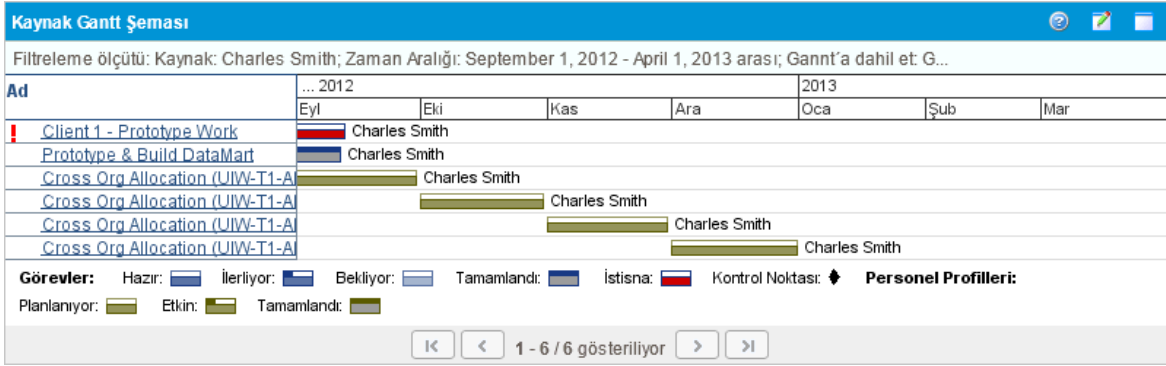 Kaynak Gantt Şeması
Filtreleme ölçütü: Kaynak: Charles Smith; Zaman Aralığı: September 1, 2012 - April 1, 2013 arası; Gannt´a dahil et: G...
Ad
... 2012 2013
Eyl Eki Kas Ara Oca Şub Mar
! Client 1 - Prototype Work Charles Smith
Prototype & Build DataMart Charles Smith
Cross Org Allocation (UIW-T1-Al Charles Smith
Cross Org Allocation (UIW-T1-Al Charles Smith
Cross Org Allocation (UIW-T1-Al Charles Smith
Cross Org Allocation (UIW-T1-Al Charles Smith
Görevler: Hazır: İlerliyor: Bekliyor: Tamamlandı: İstisna: Kontrol Noktası: Personel Profilleri:
Planlanıyor: Etkin: Tamamlandı:
1 - 6 / 6 gösteriliyor